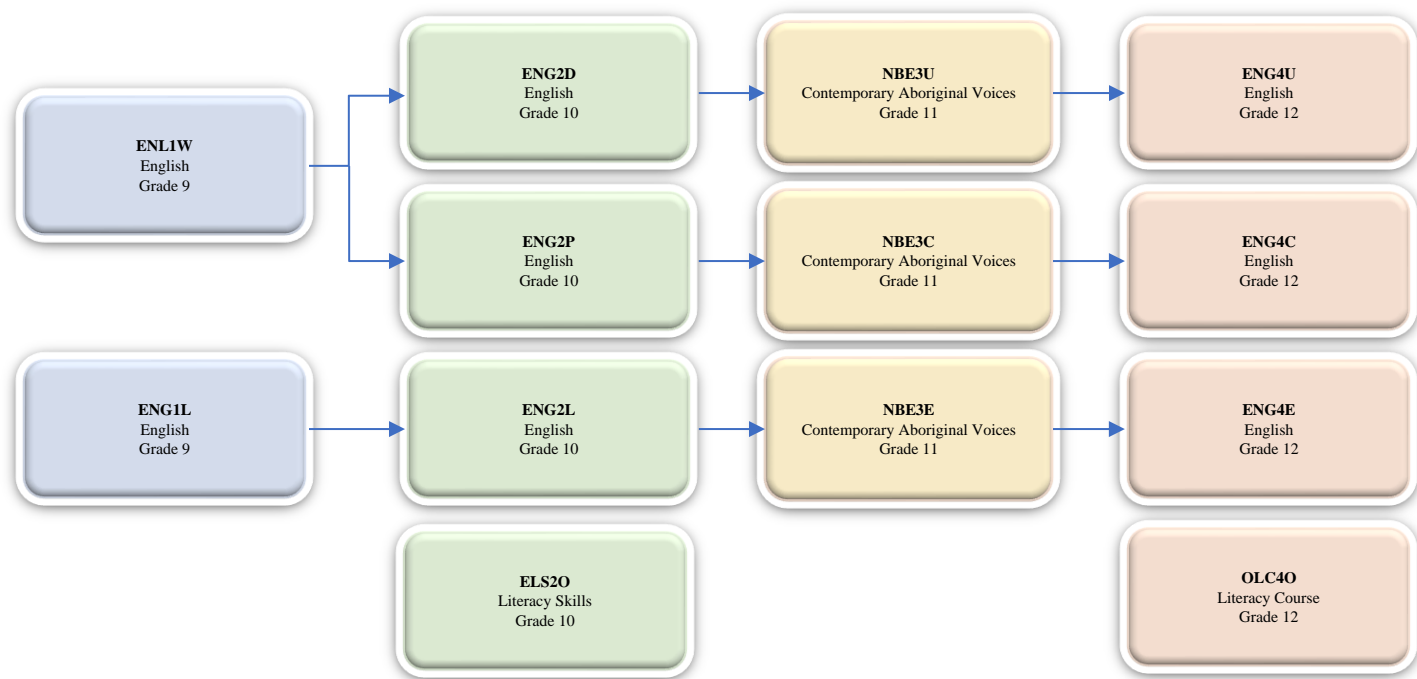 ENL1W
English
Grade 9
ENG2D
English
Grade 10
NBE3U
Contemporary Aboriginal Voices
Grade 11
ENG4U
English
Grade 12
ENG2P
English
Grade 10
NBE3C
Contemporary Aboriginal Voices
Grade 11
ENG4C
English
Grade 12
ENG1L
English
Grade 9
ENG2L
English
Grade 10
NBE3E
Contemporary Aboriginal Voices
Grade 11
ENG4E
English
Grade 12
ELS2O
Literacy Skills
Grade 10
OLC4O
Literacy Course
Grade 12